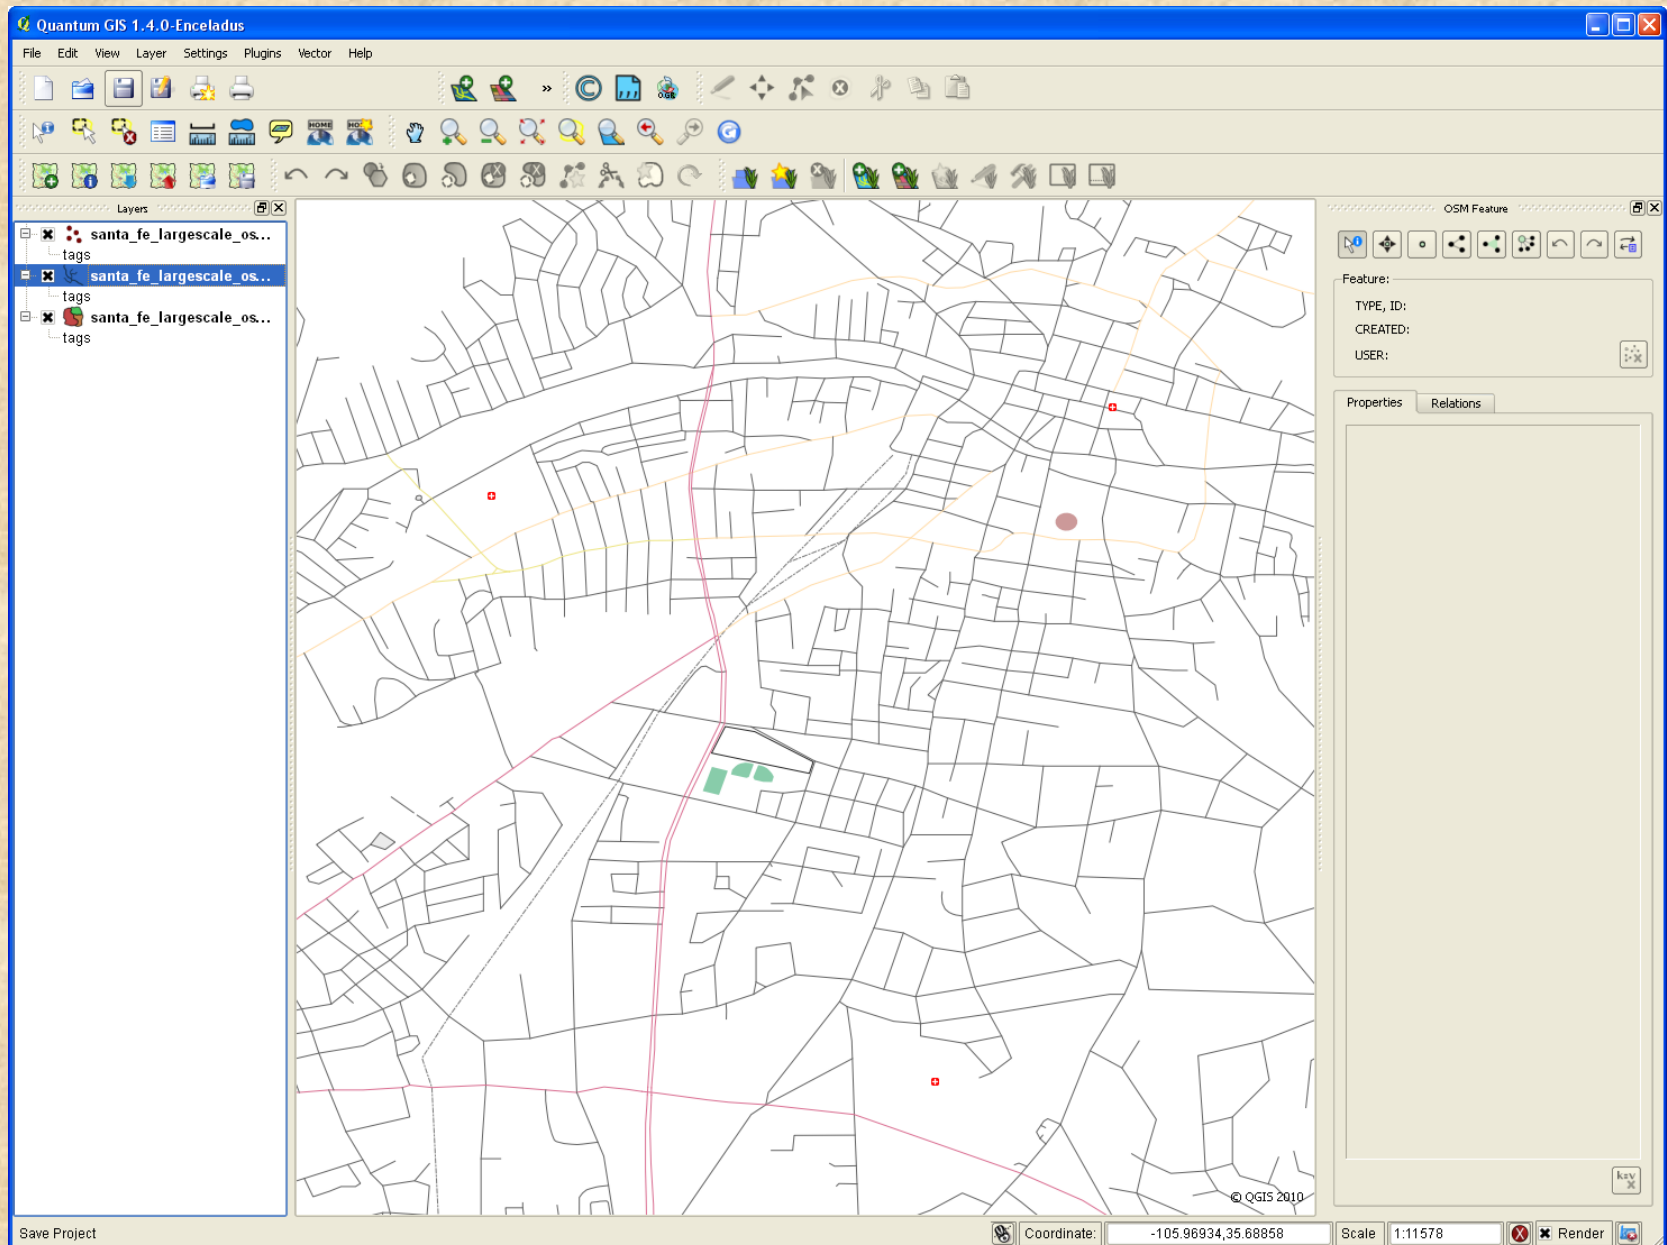 Quantum GIS 1.4.0-Enceladus
File Edit View Layer Settings Plugins Vector Help
Layers
santa_fe_largescale_os...
tags
santa_fe_largescale_os...
tags
santa_fe_largescale_os...
tags
© QGIS 2010
OSM Feature
Feature:
TYPE, ID:
CREATED:
USER:
Properties Relations
Save Project
Coordinate: -105.96934,35.68858 Scale 1:11578 Render